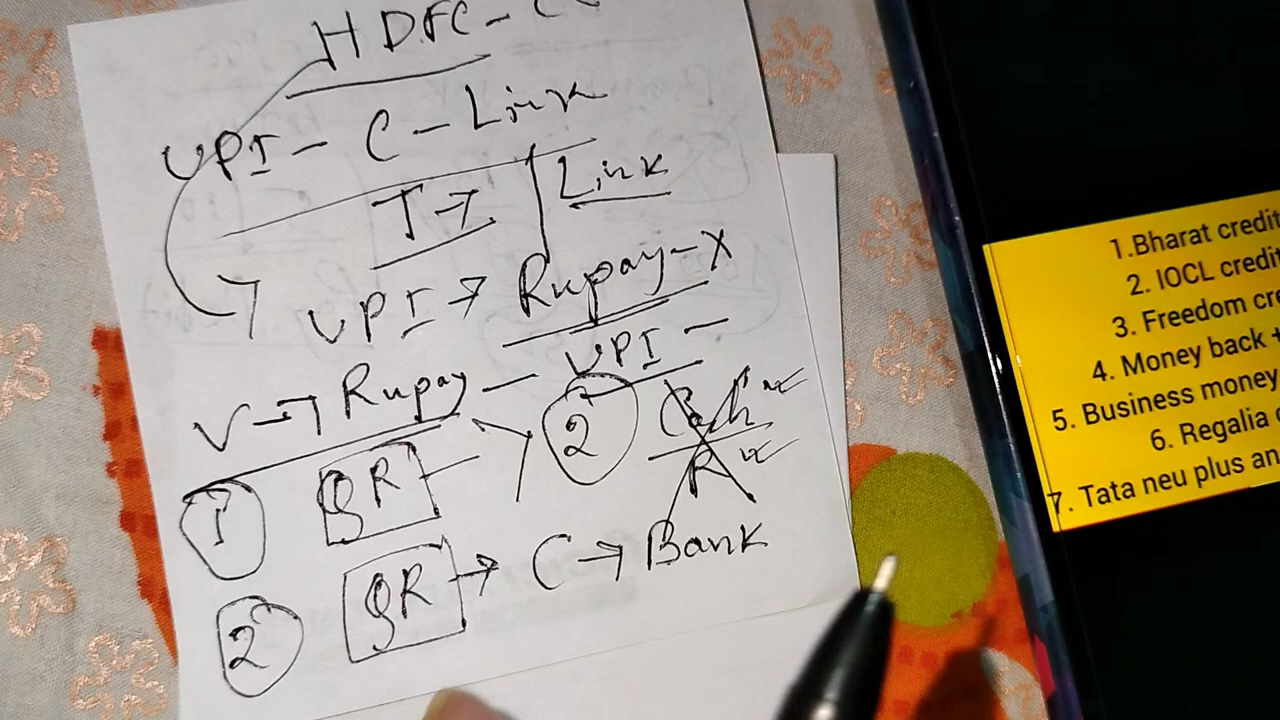 HDFC - C
UPI - C - Link
T → | Link
UPI → Rupay - X
V → Rupay - UPI -
1 QR - 2
R
2 QR → C → Bank
1.Bharat credit
2. IOCL credit
3. Freedom cre
4. Money back +
5. Business money
6. Regalia
7. Tata neu plus an